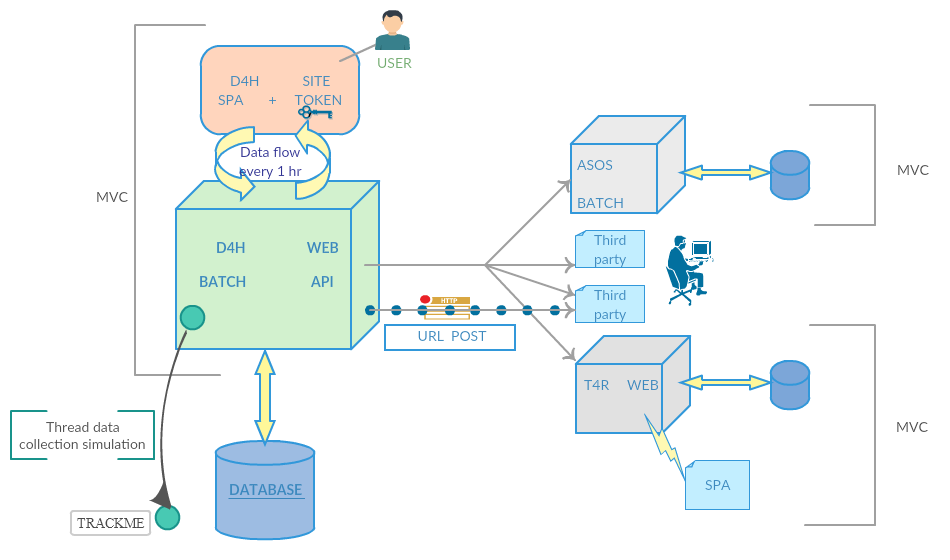 USER
D4H SITE
SPA + TOKEN
Data flow
every 1 hr
MVC
D4H WEB
BATCH API
ASOS
BATCH
MVC
Third
party
Third
party
HTTP
URL POST
T4R WEB
MVC
SPA
Thread data
collection simulation
DATABASE
TRACKME